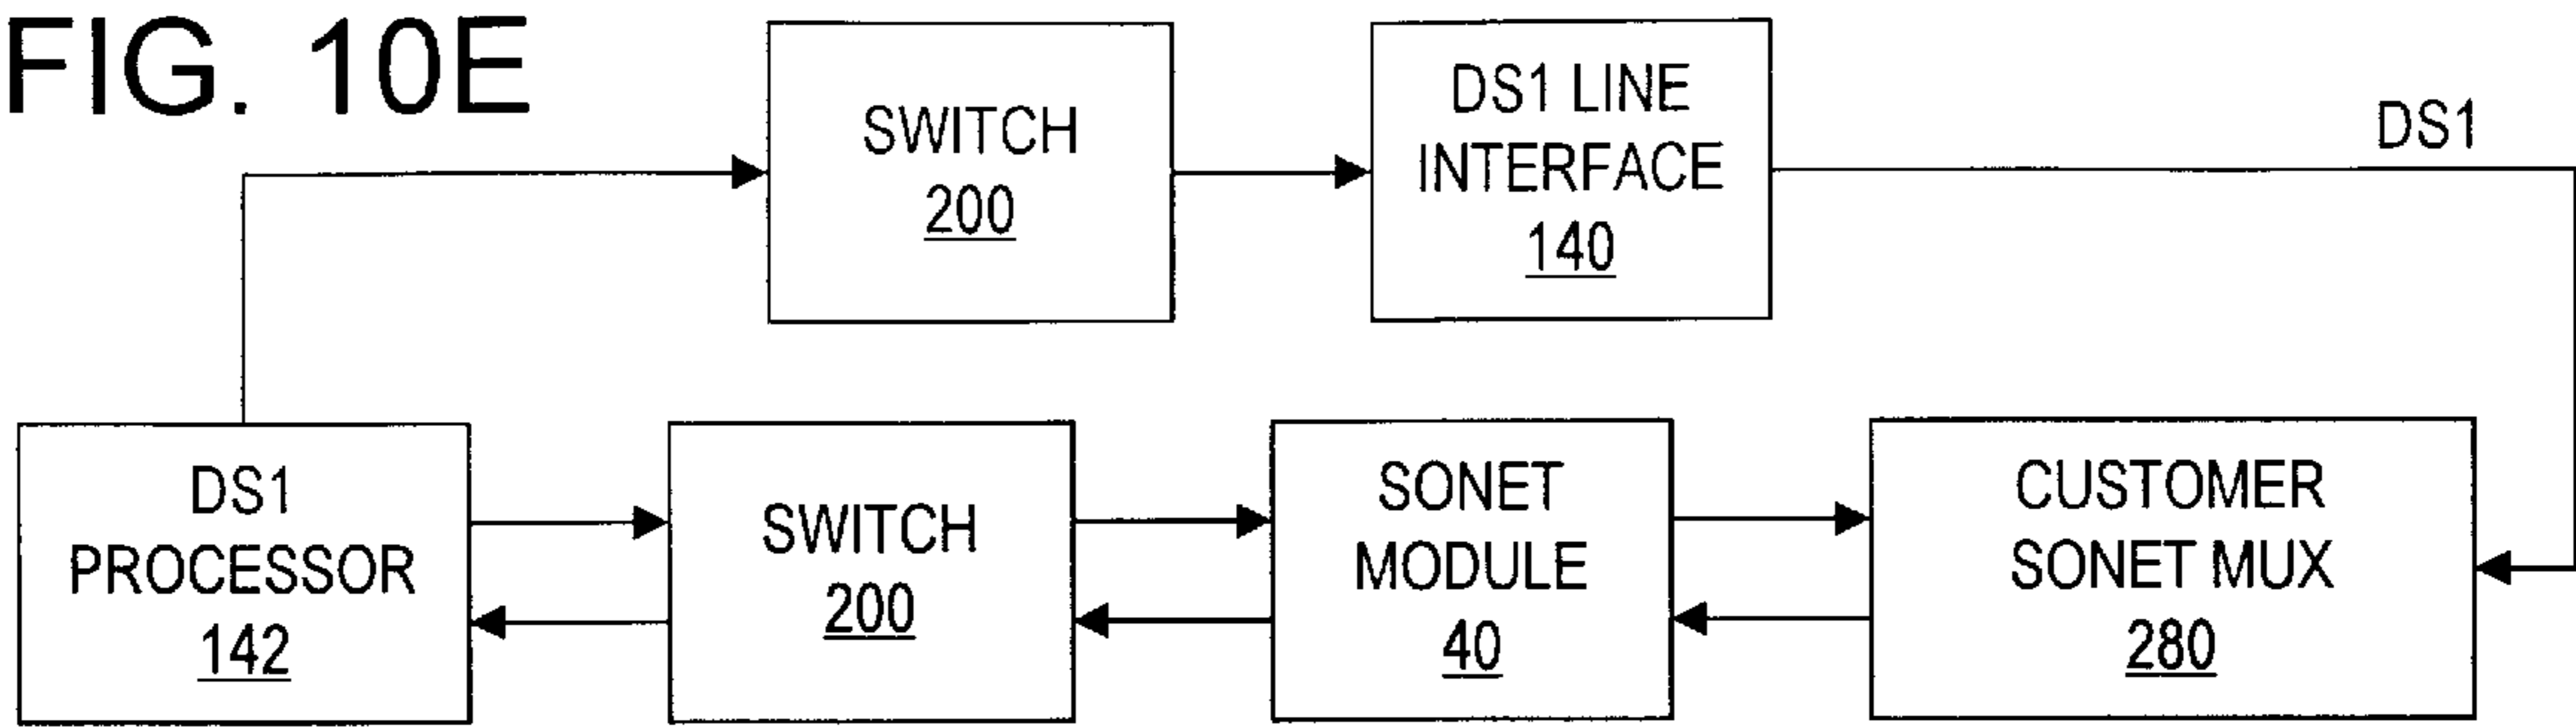 FIG. 10E
SWITCH
200
DS1 LINE
INTERFACE
140
DS1
DS1
PROCESSOR
142
SWITCH
200
SONET
MODULE
40
CUSTOMER
SONET MUX
280